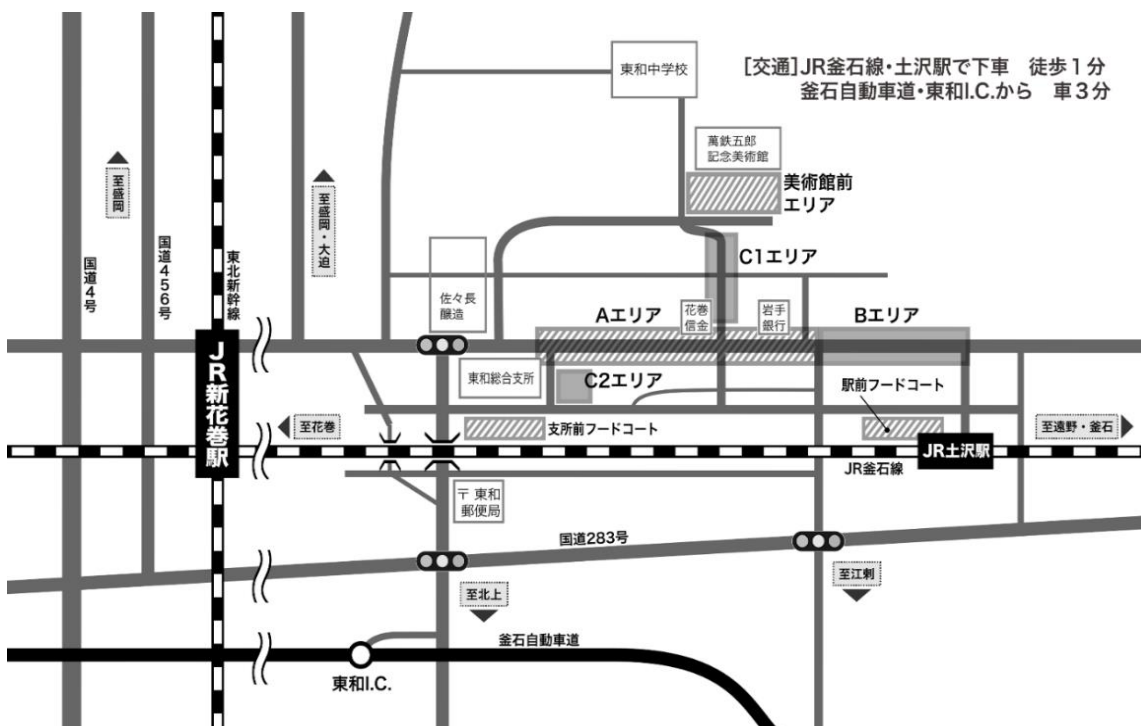 [交通]JR釜石線・土沢駅で下車 徒歩1分
釜石自動車道・東和I.C.から 車3分
東和中学校
萬鉄五郎
記念美術館
美術館前
エリア
至盛岡
至盛岡・大迫
国道4号
国道456号
東北新幹線
JR新花巻駅
佐々長
醸造
C1エリア
Aエリア
花巻
信金
岩手
銀行
Bエリア
東和総合支所
C2エリア
駅前フードコート
至花巻
支所前フードコート
JR土沢駅
至遠野・釜石
JR釜石線
〒東和
郵便局
国道283号
至北上
至江刺
釜石自動車道
東和I.C.